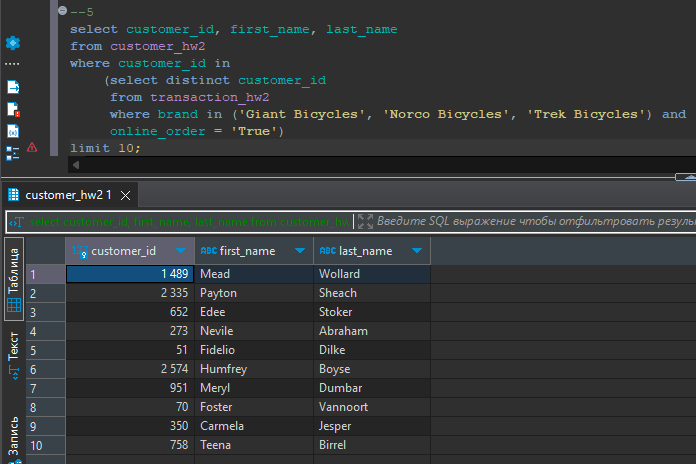 --5
select customer_id, first_name, last_name
from customer_hw2
where customer_id in
(select distinct customer_id
from transaction_hw2
where brand in ('Giant Bicycles', 'Norco Bicycles', 'Trek Bicycles') and
online_order = 'True')
limit 10;
customer_hw2 1
select customer_id, first_name, last_name from customer_hw
Введите SQL выражение чтобы отфильтровать резуль
Таблица
Текст
Запись
customer_id first_name last_name
1 1 489 Mead Wollard
2 2 335 Payton Sheach
3 652 Edee Stoker
4 273 Nevile Abraham
5 51 Fidelio Dilke
6 2 574 Humfrey Boyse
7 951 Meryl Dumbar
8 70 Foster Vannoort
9 350 Carmela Jesper
10 758 Teena Birrel